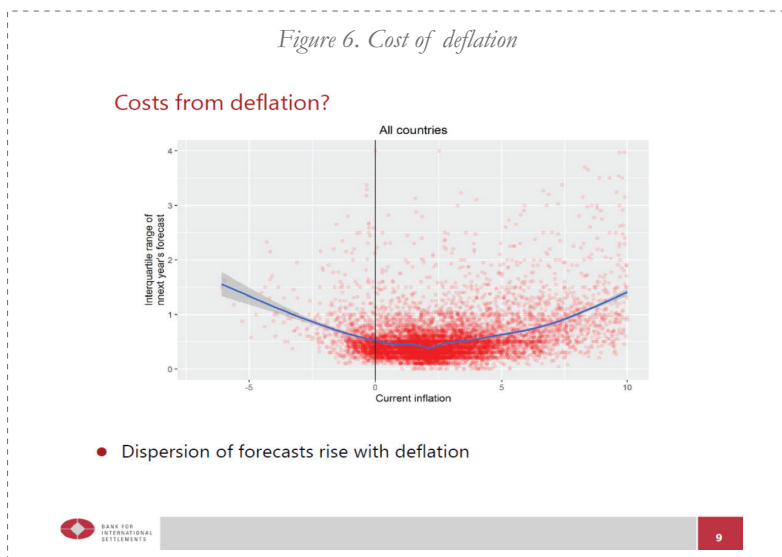 Figure 6. Cost of deflation
Costs from deflation?
All countries
4
3
2
1
0
Interquartile range of
nnext year's forecast
-5
0
5
10
Current inflation
• Dispersion of forecasts rise with deflation
BANK FOR
INTERNATIONAL
SETTLEMENTS
9